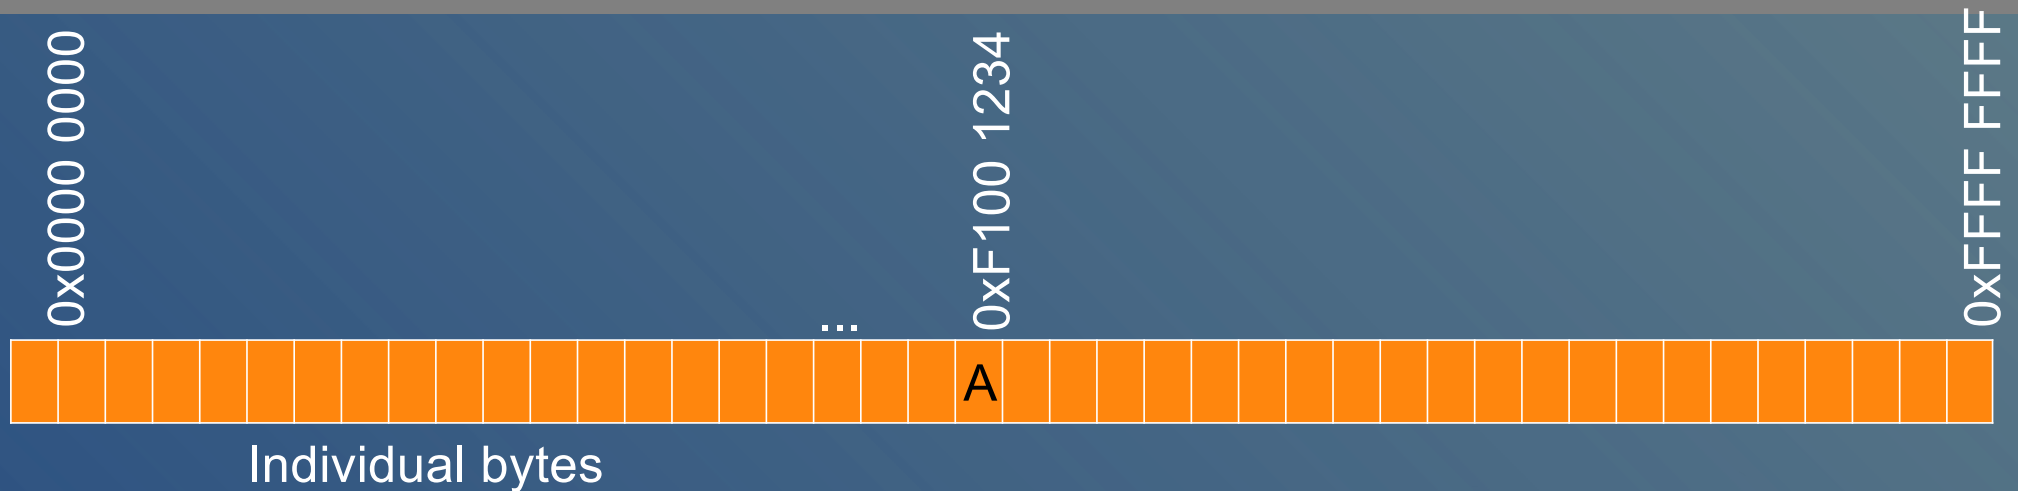 0x0000 0000
0xF100 1234
0xFFFF FFFF
...
A
Individual bytes